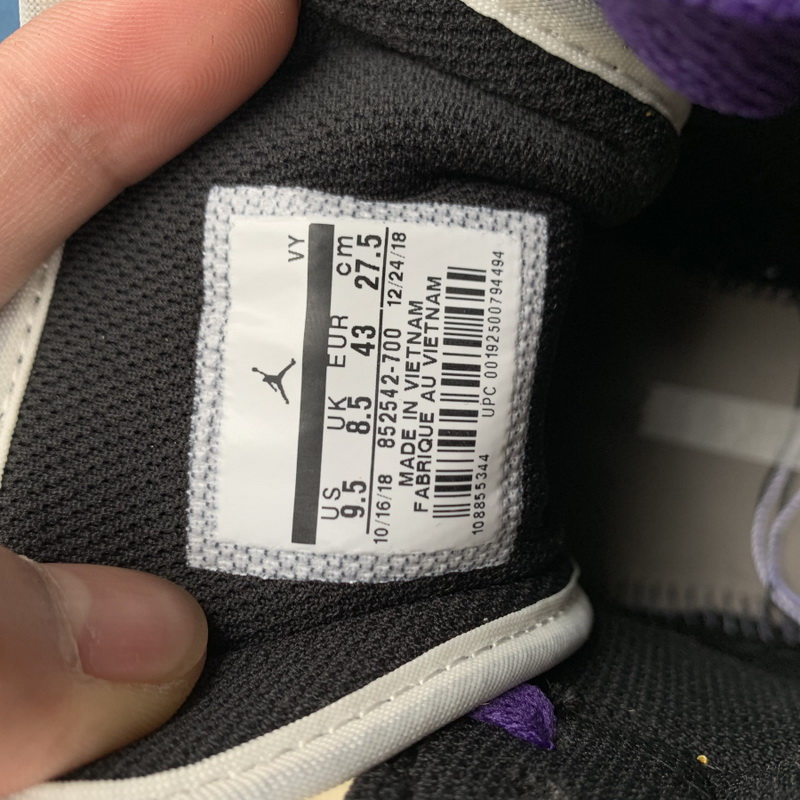 VY
US UK EUR cm
9.5 8.5 43 27.5
10/16/18 852542-700 12/24/18
MADE IN VIETNAM
FABRIQUE AU VIETNAM
108855344 UPC 00192500794494